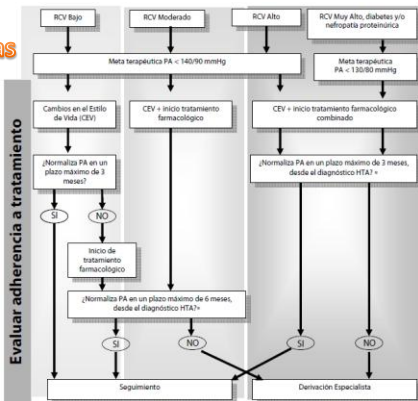 RCV Bajo
RCV Moderado
RCV Alto
RCV Muy Alto, diabetes y/o
nefropatía proteinúrica
Meta terapéutica PA < 140/90 mmHg
Meta terapéutica
PA < 130/80 mmHg
Evaluar adherencia a tratamiento
Cambios en el Estilo
de Vida (CEV)
CEV + inicio tratamiento
farmacológico
CEV + inicio tratamiento farmacológico
combinado
¿Normaliza PA en un
plazo máximo de 3
meses?
¿Normaliza PA en un plazo máximo de 3 meses,
desde el diagnóstico HTA? *
SI
NO
Inicio de
tratamiento
farmacológico
¿Normaliza PA en un plazo máximo de 6 meses,
desde el diagnóstico HTA?*
SI
NO
SI
NO
Seguimiento
Derivación Especialista